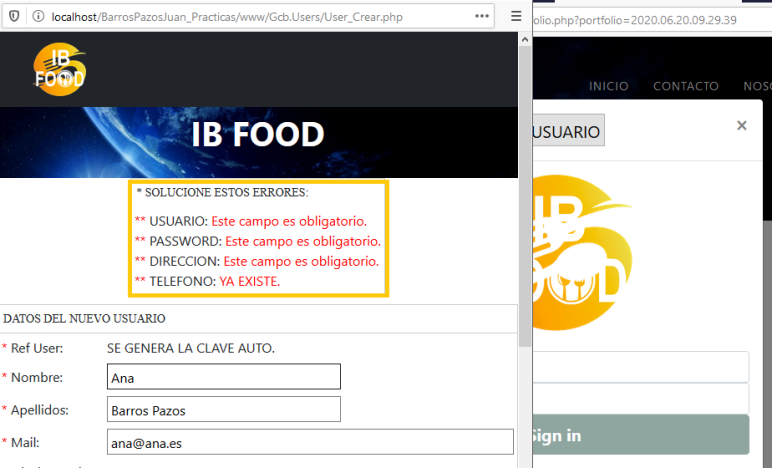 localhost/BarrosPazosJuan_Practicas/www/Gcb.Users/User_Crear.php
olio.php?portfolio=2020.06.20.09.29.39
IB
FOOD
INICIO CONTACTO NOS
IB FOOD
USUARIO ×
* SOLUCIONE ESTOS ERRORES:
** USUARIO: Este campo es obligatorio.
** PASSWORD: Este campo es obligatorio.
** DIRECCION: Este campo es obligatorio.
** TELEFONO: YA EXISTE.
IB
DATOS DEL NUEVO USUARIO
* Ref User: SE GENERA LA CLAVE AUTO.
* Nombre: Ana
* Apellidos: Barros Pazos
* Mail: ana@ana.es
Sign in